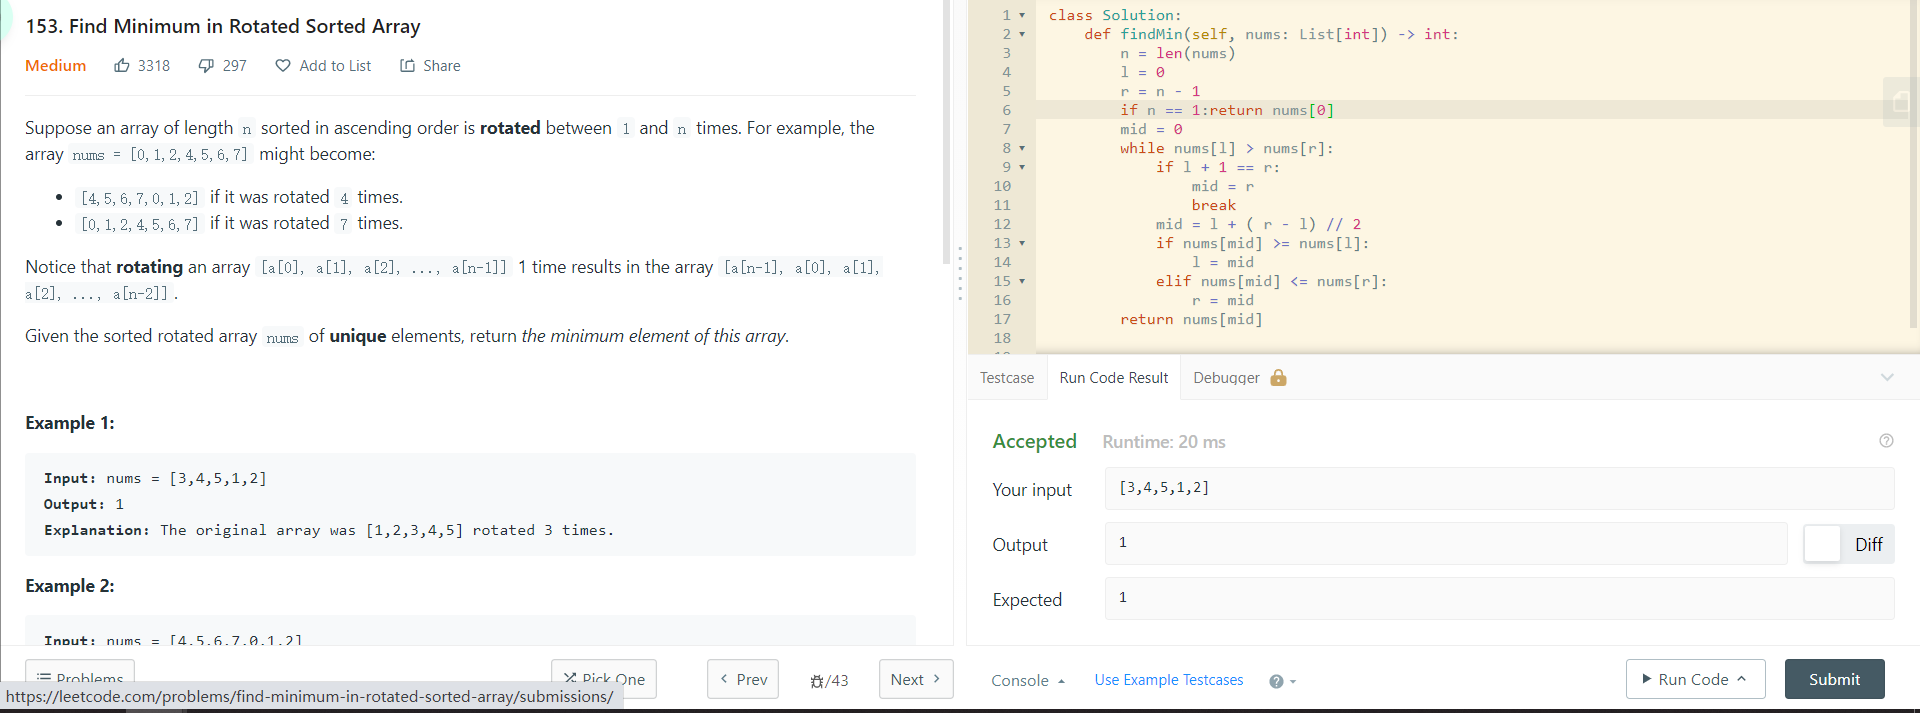 153. Find Minimum in Rotated Sorted Array
Medium 3318 297 Add to List Share
Suppose an array of length n sorted in ascending order is rotated between 1 and n times. For example, the
array nums = [0,1,2,4,5,6,7] might become:
• [4,5,6,7,0,1,2] if it was rotated 4 times.
• [0,1,2,4,5,6,7] if it was rotated 7 times.
Notice that rotating an array [a[0], a[1], a[2], ..., a[n-1]] 1 time results in the array [a[n-1], a[0], a[1],
a[2], ..., a[n-2]].
Given the sorted rotated array nums of unique elements, return the minimum element of this array.
Example 1:
Input: nums = [3,4,5,1,2]
Output: 1
Explanation: The original array was [1,2,3,4,5] rotated 3 times.
Example 2:
Input: nums = [4,5,6,7,0,1,2]
Problems Pick One < Prev /43 Next >
https://leetcode.com/problems/find-minimum-in-rotated-sorted-array/submissions/
1 class Solution:
2 def findMin(self, nums: List[int]) -> int:
3 n = len(nums)
4 l = 0
5 r = n - 1
6 if n == 1:return nums[0]
7 mid = 0
8 while nums[l] > nums[r]:
9 if l + 1 == r:
10 mid = r
11 break
12 mid = l + ( r - l) // 2
13 if nums[mid] >= nums[l]:
14 l = mid
15 elif nums[mid] <= nums[r]:
16 r = mid
17 return nums[mid]
18
Testcase Run Code Result Debugger
Accepted Runtime: 20 ms
Your input [3,4,5,1,2]
Output 1 Diff
Expected 1
Console Use Example Testcases Run Code Submit